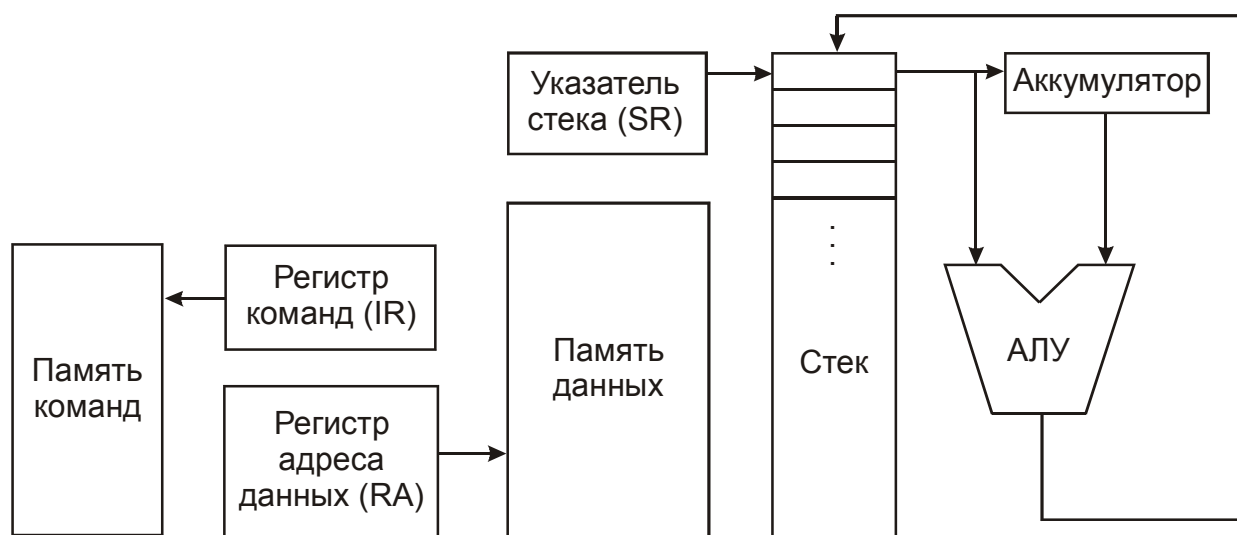 Указатель
стека (SR)
Аккумулятор
Регистр
команд (IR)
Память
команд
Регистр
адреса
данных (RA)
Память
данных
Стек
АЛУ